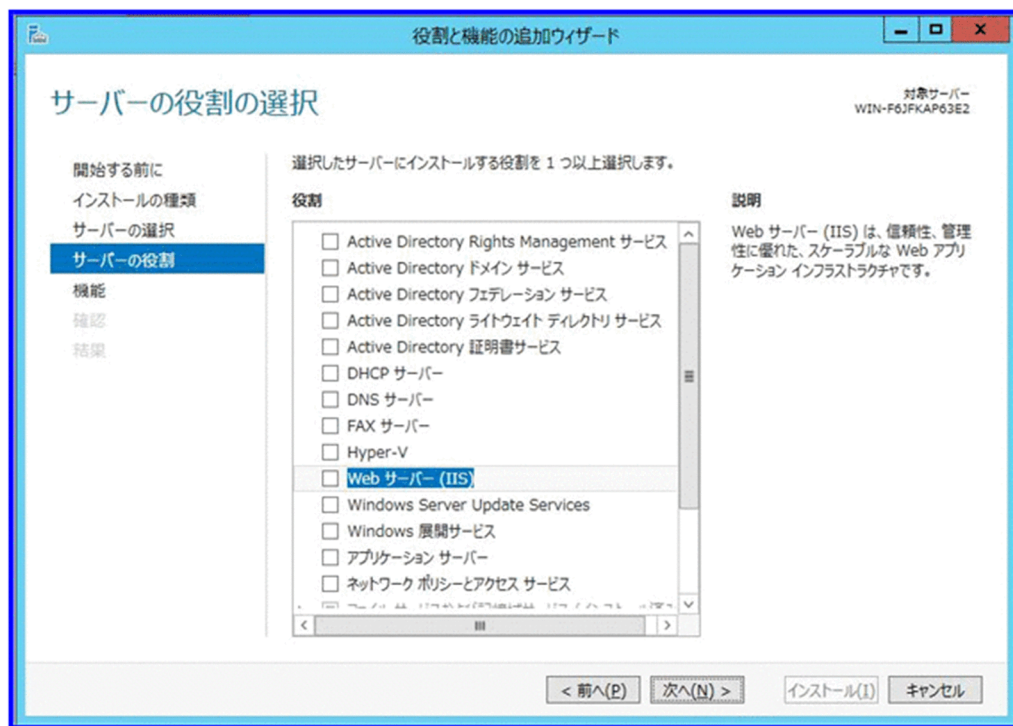 役割と機能の追加ウィザード
サーバーの役割の選択
対象サーバー
WIN-F6JFKAP63E2
開始する前に
インストールの種類
サーバーの選択
サーバーの役割
機能
確認
結果
選択したサーバーにインストールする役割を 1 つ以上選択します。
役割
Active Directory Rights Management サービス
Active Directory ドメイン サービス
Active Directory フェデレーション サービス
Active Directory ライトウェイト ディレクトリ サービス
Active Directory 証明書サービス
DHCP サーバー
DNS サーバー
FAX サーバー
Hyper-V
Web サーバー (IIS)
Windows Server Update Services
Windows 展開サービス
アプリケーション サーバー
ネットワーク ポリシーとアクセス サービス
説明
Web サーバー (IIS) は、信頼性、管理
性に優れた、スケーラブルな Web アプリ
ケーション インフラストラクチャです。
< 前へ(P)
次へ(N) >
インストール(I)
キャンセル